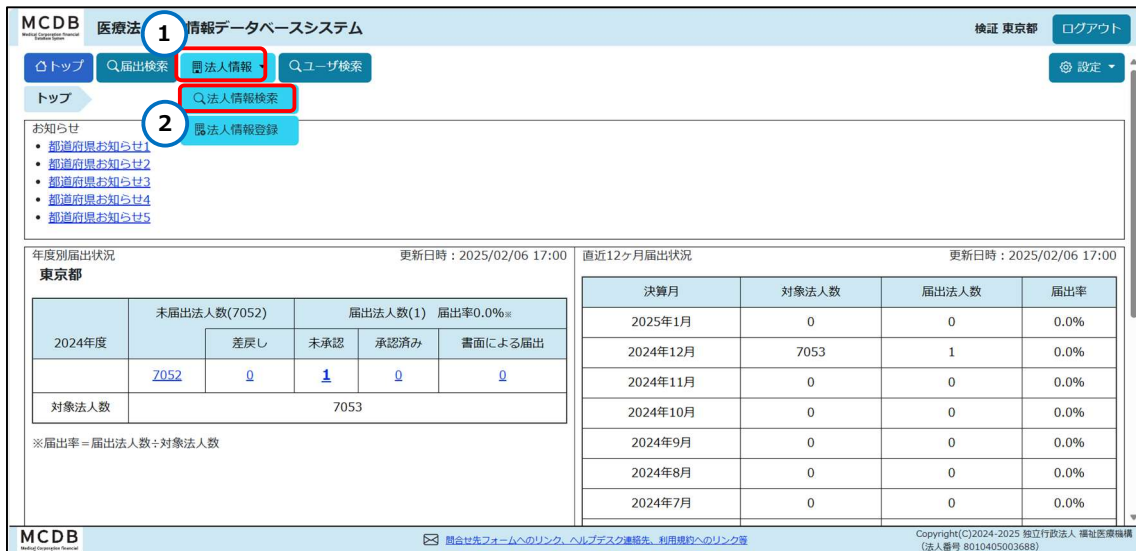 MCDB 医療法 情報データベースシステム 検証 東京都 ログアウト
Medical Corporation Financial
Database System
1
トップ 届出検索 法人情報 ユーザ検索 設定
トップ 法人情報検索
2
法人情報登録
お知らせ
• 都道府県お知らせ1
• 都道府県お知らせ2
• 都道府県お知らせ3
• 都道府県お知らせ4
• 都道府県お知らせ5
年度別届出状況 更新日時:2025/02/06 17:00
東京都
未届出法人数(7052) 届出法人数(1) 届出率0.0%※
2024年度 差戻し 未承認 承認済み 書面による届出
7052 0 1 0 0
対象法人数 7053
※届出率=届出法人数÷対象法人数
直近12ヶ月届出状況 更新日時:2025/02/06 17:00
決算月 対象法人数 届出法人数 届出率
2025年1月 0 0 0.0%
2024年12月 7053 1 0.0%
2024年11月 0 0 0.0%
2024年10月 0 0 0.0%
2024年9月 0 0 0.0%
2024年8月 0 0 0.0%
2024年7月 0 0 0.0%
MCDB
Medical Corporation Financial
問合せ先フォームへのリンク、ヘルプデスク連絡先、利用規約へのリンク等
Copyright(C)2024-2025 独立行政法人 福祉医療機構
(法人番号 8010405003688)